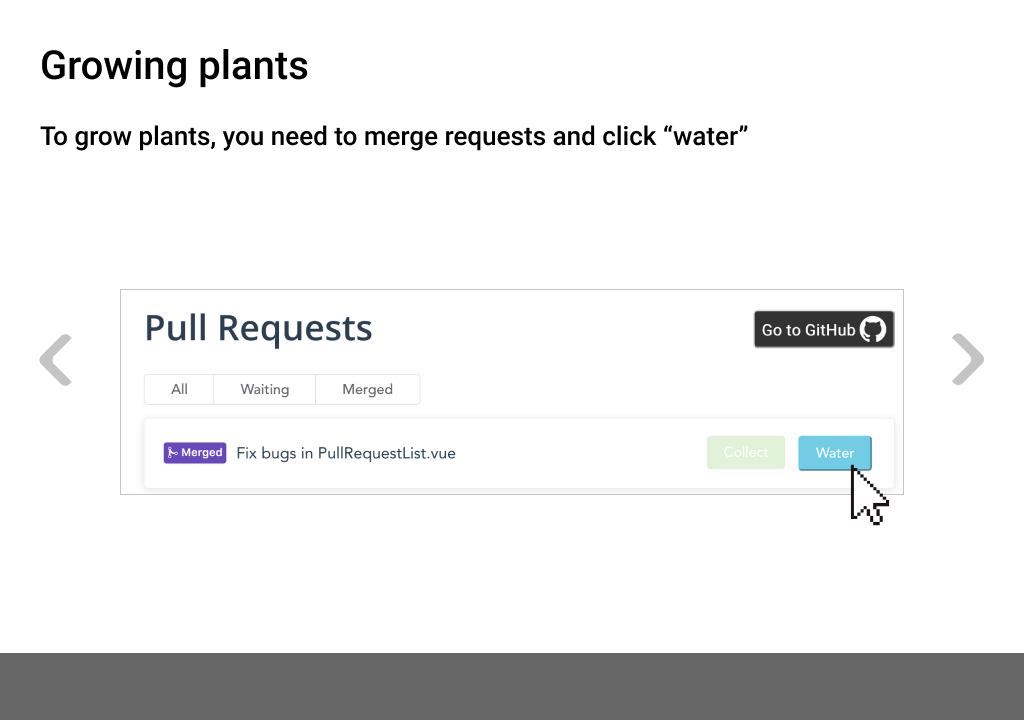 Growing plants
To grow plants, you need to merge requests and click “water”
Pull Requests
Go to GitHub
All
Waiting
Merged
Merged
Fix bugs in PullRequestList.vue
Collect
Water